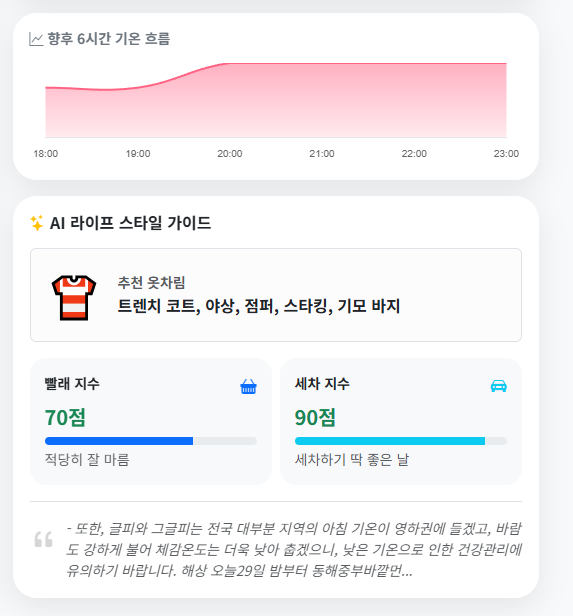 향후 6시간 기온 흐름
18:00 19:00 20:00 21:00 22:00 23:00
AI 라이프 스타일 가이드
추천 옷차림
트렌치 코트, 야상, 점퍼, 스타킹, 기모 바지
빨래 지수
70점
적당히 잘 마름
세차 지수
90점
세차하기 딱 좋은 날
- 또한, 글피와 그글피는 전국 대부분 지역의 아침 기온이 영하권에 들겠고, 바람
도 강하게 불어 체감온도는 더욱 낮아 춥겠으니, 낮은 기온으로 인한 건강관리에
유의하기 바랍니다. 해상 오늘29일 밤부터 동해중부바깥먼...